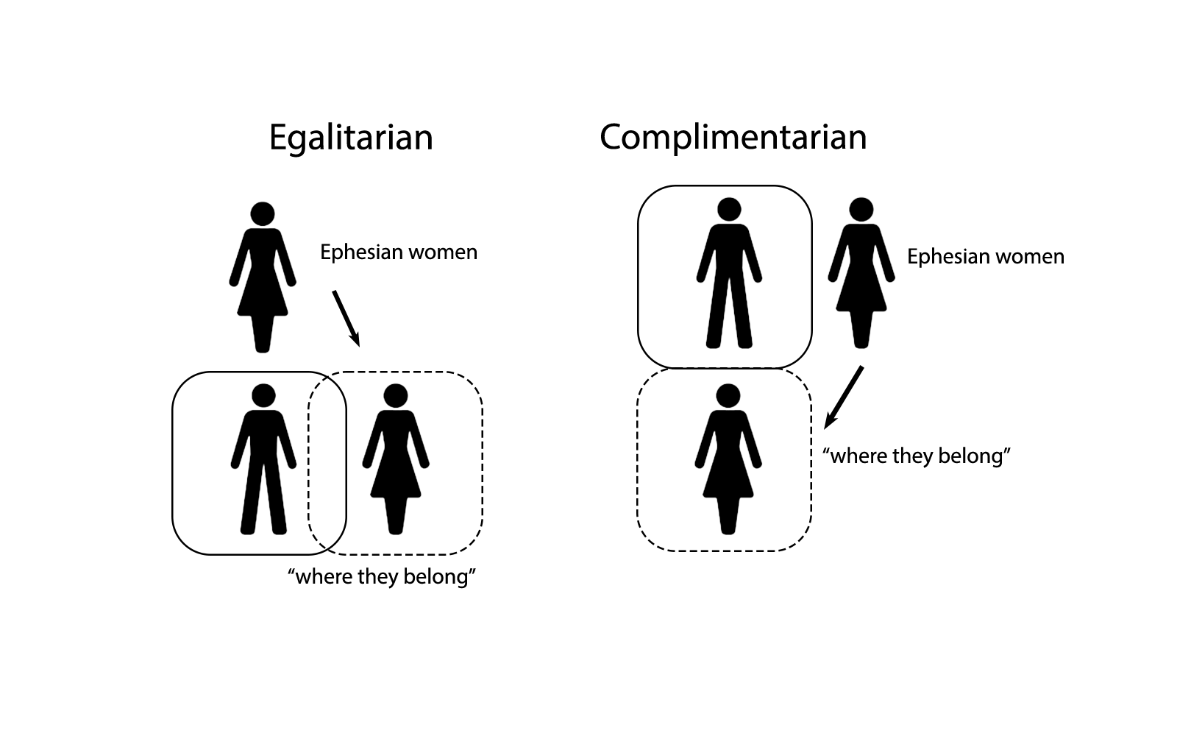 Egalitarian
Ephesian women
“where they belong”
Complimentarian
Ephesian women
“where they belong”